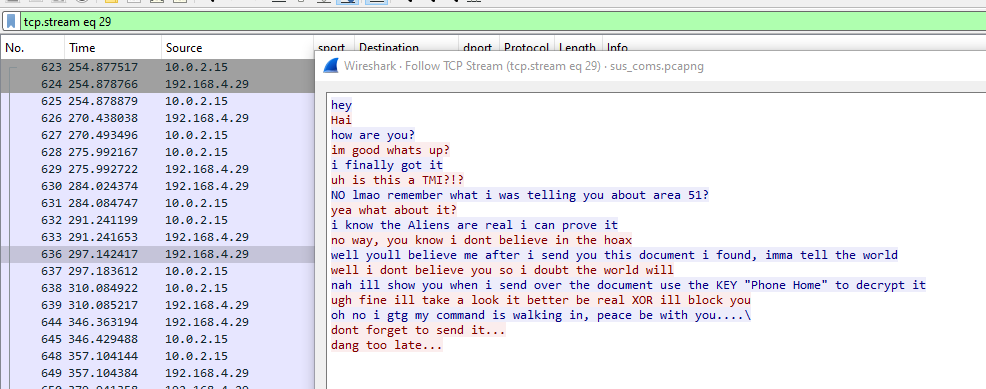 tcp.stream eq 29
No. Time Source sport Destination dport Protocol Length Info
623 254.877517 10.0.2.15
Wireshark · Follow TCP Stream (tcp.stream eq 29) · sus_coms.pcapng
624 254.878766 192.168.4.29
625 254.878879 10.0.2.15
hey
626 270.438038 192.168.4.29
Hai
627 270.493496 10.0.2.15
how are you?
628 275.992167 10.0.2.15
im good whats up?
629 275.992722 192.168.4.29
i finally got it
630 284.024374 192.168.4.29
uh is this a TMI?!?
631 284.084747 10.0.2.15
NO lmao remember what i was telling you about area 51?
632 291.241199 10.0.2.15
yea what about it?
633 291.241653 192.168.4.29
i know the Aliens are real i can prove it
636 297.142417 192.168.4.29
no way, you know i dont believe in the hoax
637 297.183612 10.0.2.15
well youll believe me after i send you this document i found, imma tell the world
638 310.084922 10.0.2.15
well i dont believe you so i doubt the world will
639 310.085217 192.168.4.29
nah ill show you when i send over the document use the KEY "Phone Home" to decrypt it
644 346.363194 192.168.4.29
ugh fine ill take a look it better be real XOR ill block you
645 346.429488 10.0.2.15
oh no i gtg my command is walking in, peace be with you....\
648 357.104144 10.0.2.15
dont forget to send it...
649 357.104384 192.168.4.29
dang too late...